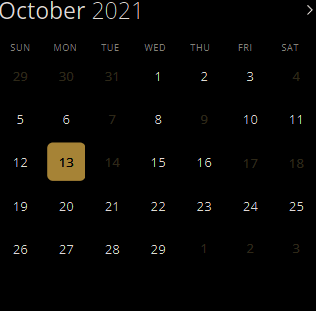 October 2021 >
SUN MON TUE WED THU FRI SAT
29 30 31 1 2 3 4
5 6 7 8 9 10 11
12 13 14 15 16 17 18
19 20 21 22 23 24 25
26 27 28 29 1 2 3